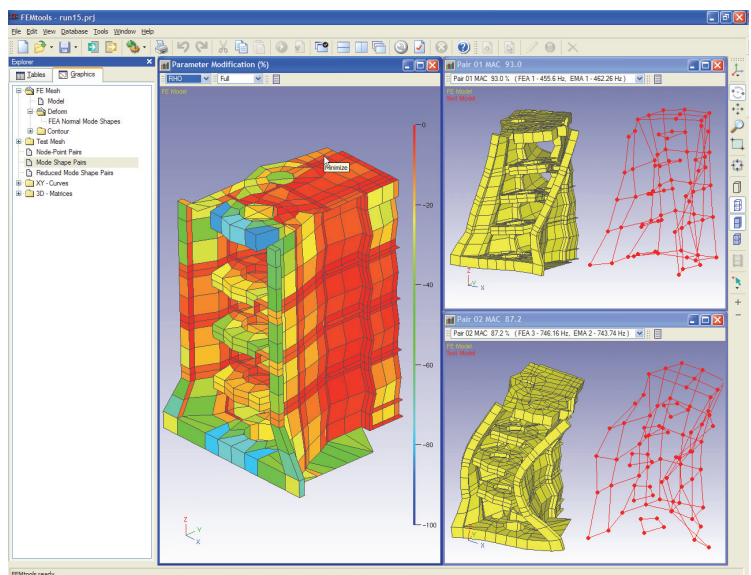 FEMtools - run15.prj
File Edit View Database Tools Window Help
Explorer
Tables Graphics
FE Mesh
Model
Deform
FEA Normal Mode Shapes
Contour
Test Mesh
Node-Point Pairs
Mode Shape Pairs
Reduced Mode Shape Pairs
XY - Curves
3D - Matrices
Parameter Modification (%)
RHO Full
FE Model
Minimize
0
-20
-40
-60
-80
-100
Z
Y
X
Pair 01 MAC 93.0
Pair 01 MAC 93.0 % ( FEA 1 - 455.6 Hz, EMA 1 - 462.26 Hz )
FE Model
Test Model
Z
Y
X
Pair 02 MAC 87.2
Pair 02 MAC 87.2 % ( FEA 3 - 746.16 Hz, EMA 2 - 743.74 Hz )
FE Model
Test Model
Z
Y
X
FEMtools ready